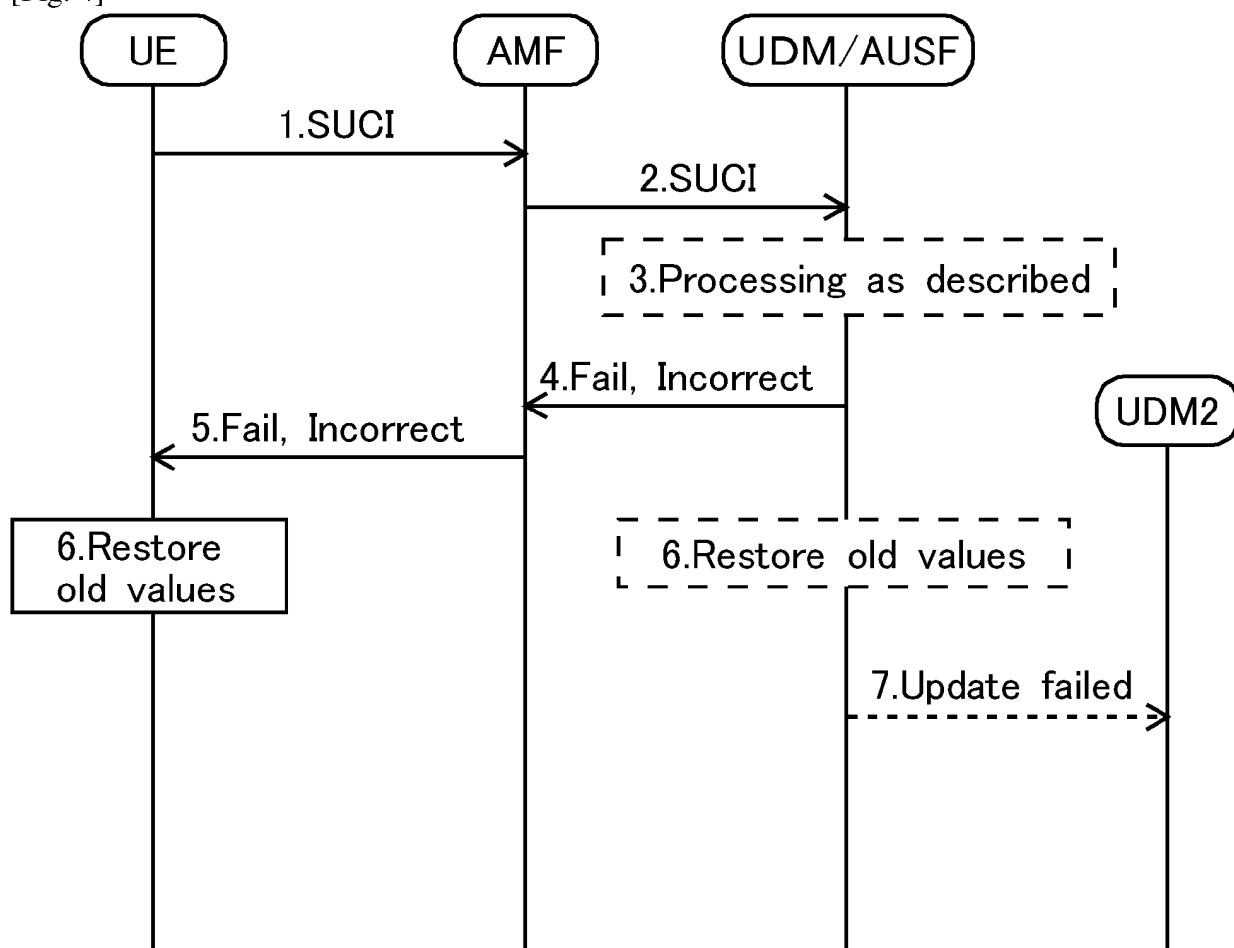 UE
AMF
UDM/AUSF
1.SUCI
2.SUCI
3.Processing as described
4.Fail, Incorrect
UDM2
5.Fail, Incorrect
6.Restore
old values
6.Restore old values
7.Update failed